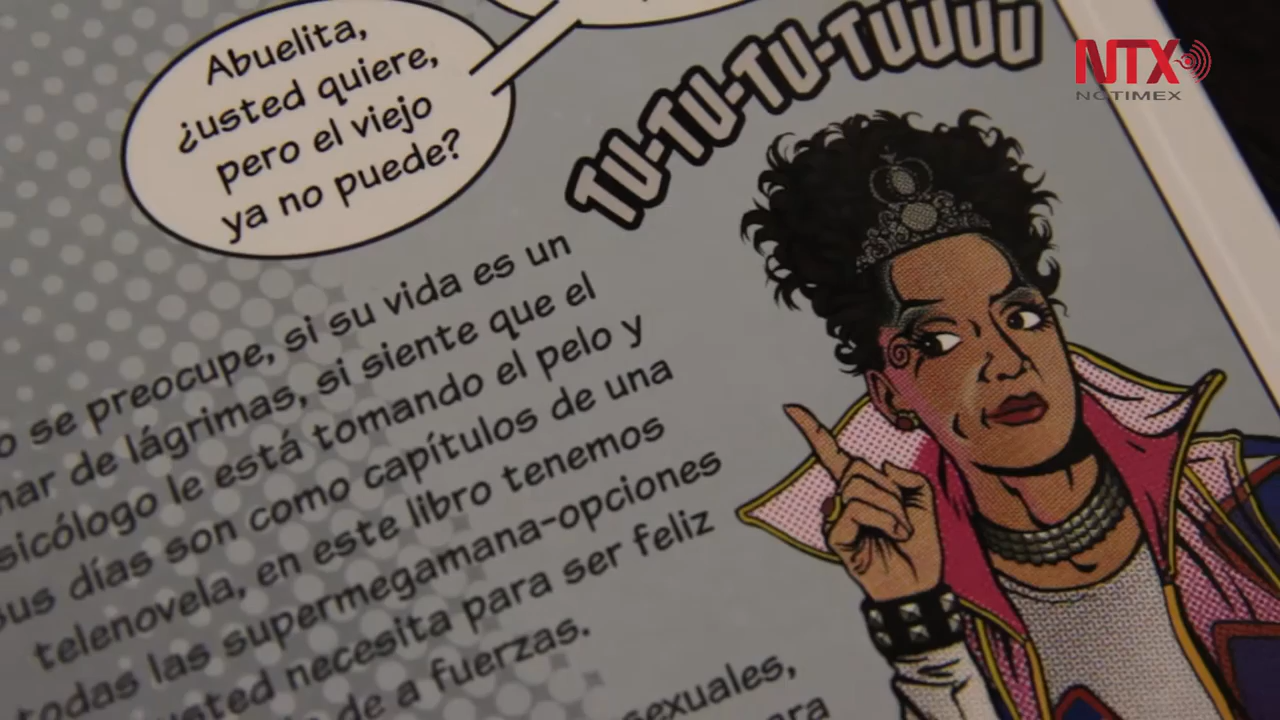 Abuelita,
¿usted quiere,
pero el viejo
ya no puede?
TU-TU-TU-TUUUU
NTX
NOTIMEX
o se preocupe, si su vida es un
mar de lágrimas, si siente que el
sicólogo le está tomando el pelo y
sus días son como capítulos de una
telenovela, en este libro tenemos
todas las supermegamana-opciones
usted necesita para ser feliz
de a fuerzas.
sexuales,
ara